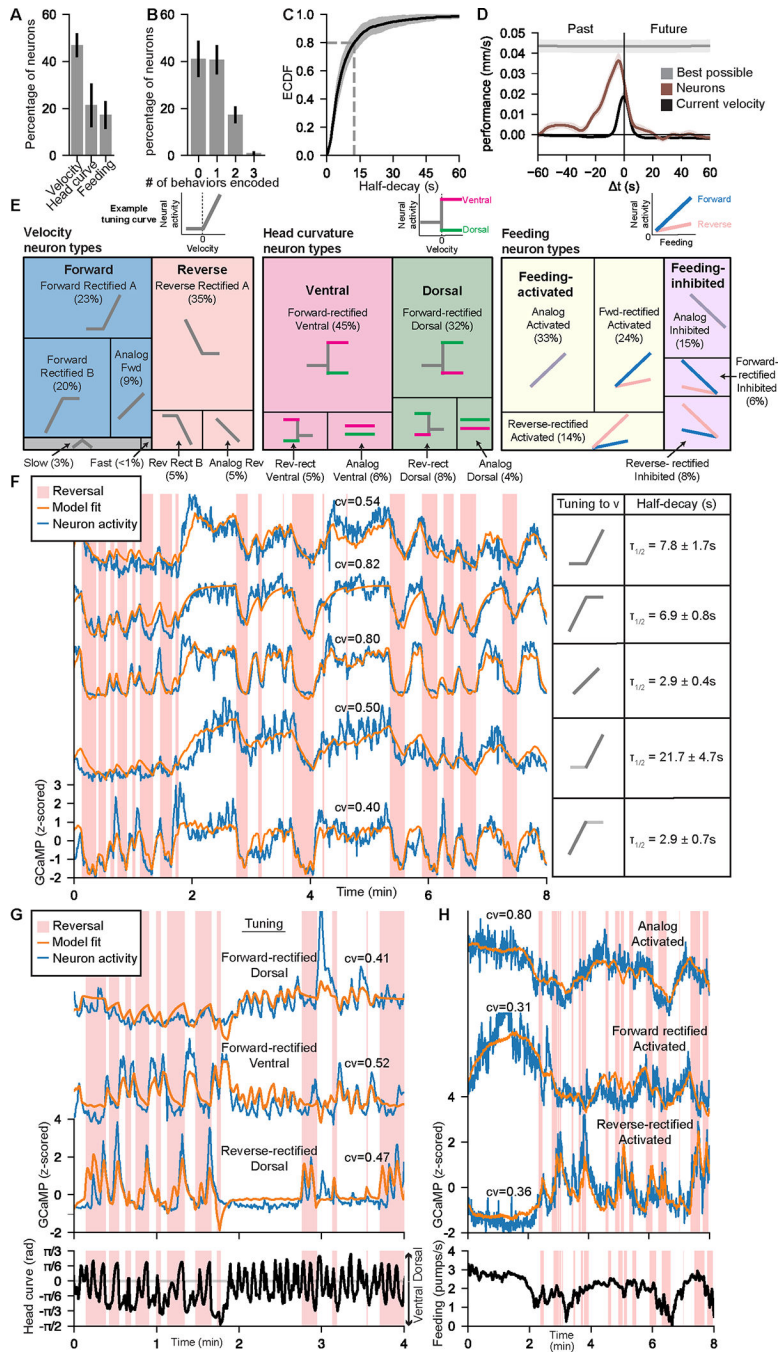 A
B
C
D
Percentage of neurons
60
40
20
0
Velocity
Head curve
Feeding
Percentage of neurons
60
40
20
0
0 1 2 3
# of behaviors encoded
ECDF
1.0
0.8
0.6
0.4
0.2
0.0
0 15 30 45 60
Half-decay (s)
Past Future
performance (mm/s)
0.05
0.04
0.03
0.02
0.01
0.00
Best possible
Neurons
Current velocity
-60 -40 -20 0 20 40 60
Δt (s)
E
Example
tuning curve
Neural
activity
0
Velocity
Neural
activity
Ventral
Dorsal
0
Velocity
Neural
activity
Forward
Reverse
Feeding
Velocity
neuron types
Forward
Forward Rectified A
(23%)
Forward
Rectified B
(20%)
Analog
Fwd
(9%)
Reverse
Reverse Rectified A
(35%)
Slow (3%)
Fast (<1%)
Rev Rect B
(5%)
Analog Rev
(5%)
Head curvature
neuron types
Ventral
Forward-rectified
Ventral (45%)
Dorsal
Forward-rectified
Dorsal (32%)
Rev-rect
Ventral (5%)
Analog
Ventral (6%)
Rev-rect
Dorsal (8%)
Analog
Dorsal (4%)
Feeding
neuron types
Feeding-
activated
Analog
Activated
(33%)
Fwd-rectified
Activated
(24%)
Reverse-rectified
Activated (14%)
Feeding-
inhibited
Analog
Inhibited
(15%)
Forward-
rectified
Inhibited
(6%)
Reverse- rectified
Inhibited (8%)
F
Reversal
Model fit
Neuron activity
cv=0.54
cv=0.82
cv=0.80
cv=0.50
cv=0.40
GCaMP (z-scored)
3
2
1
0
-1
-2
0 2 4 6 8
Time (min)
Tuning to v
Half-decay (s)
τ1/2 = 7.8 ± 1.7s
τ1/2 = 6.9 ± 0.8s
τ1/2 = 2.9 ± 0.4s
τ1/2 = 21.7 ± 4.7s
τ1/2 = 2.9 ± 0.7s
G
Reversal
Model fit
Neuron activity
Tuning
Forward-rectified
Dorsal
cv=0.41
Forward-rectified
Ventral
cv=0.52
Reverse-rectified
Dorsal
cv=0.47
GCaMP (z-scored)
4
2
0
-2
Head curve (rad)
π/3
π/6
0
-π/6
-π/3
-π/2
Ventral Dorsal
0 1 2 3 4
Time (min)
H
cv=0.80
Analog
Activated
cv=0.31
Forward rectified
Activated
Reverse-rectified
Activated
cv=0.36
GCaMP (z-scored)
4
2
0
-2
Feeding (pumps/s)
4
3
2
1
0
0 2 4 6 8
Time
(min)